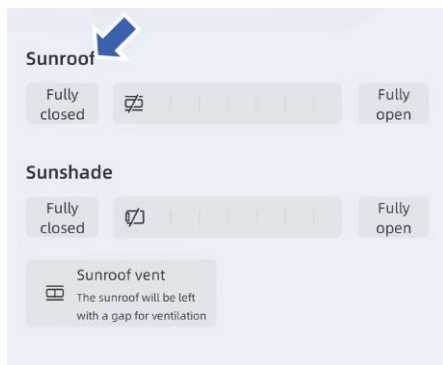 Sunroof
Fully
closed
Fully
open
Sunshade
Fully
closed
Fully
open
Sunroof vent
The sunroof will be left
with a gap for ventilation